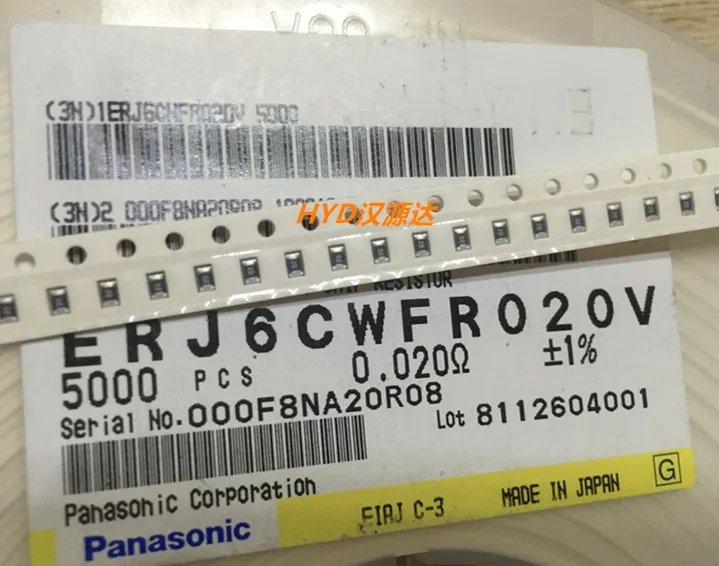 (3N)1ERJ6CWFR020V 5000
(3N)2 000F8NA20R08
HYD汉源达
RESISTOR
ERJ6CWFR020V
5000 PCS 0.020Ω ±1%
Serial No.000F8NA20R08 Lot 8112604001
Panasonic Corporation
Panasonic EIAJ C-3 MADE IN JAPAN G